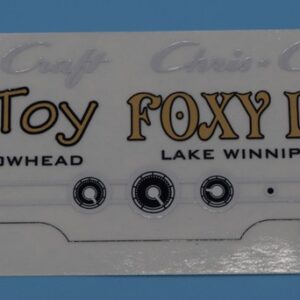 Craft Chris-C
Toy FOXY L
OWHEAD LAKE WINNIP